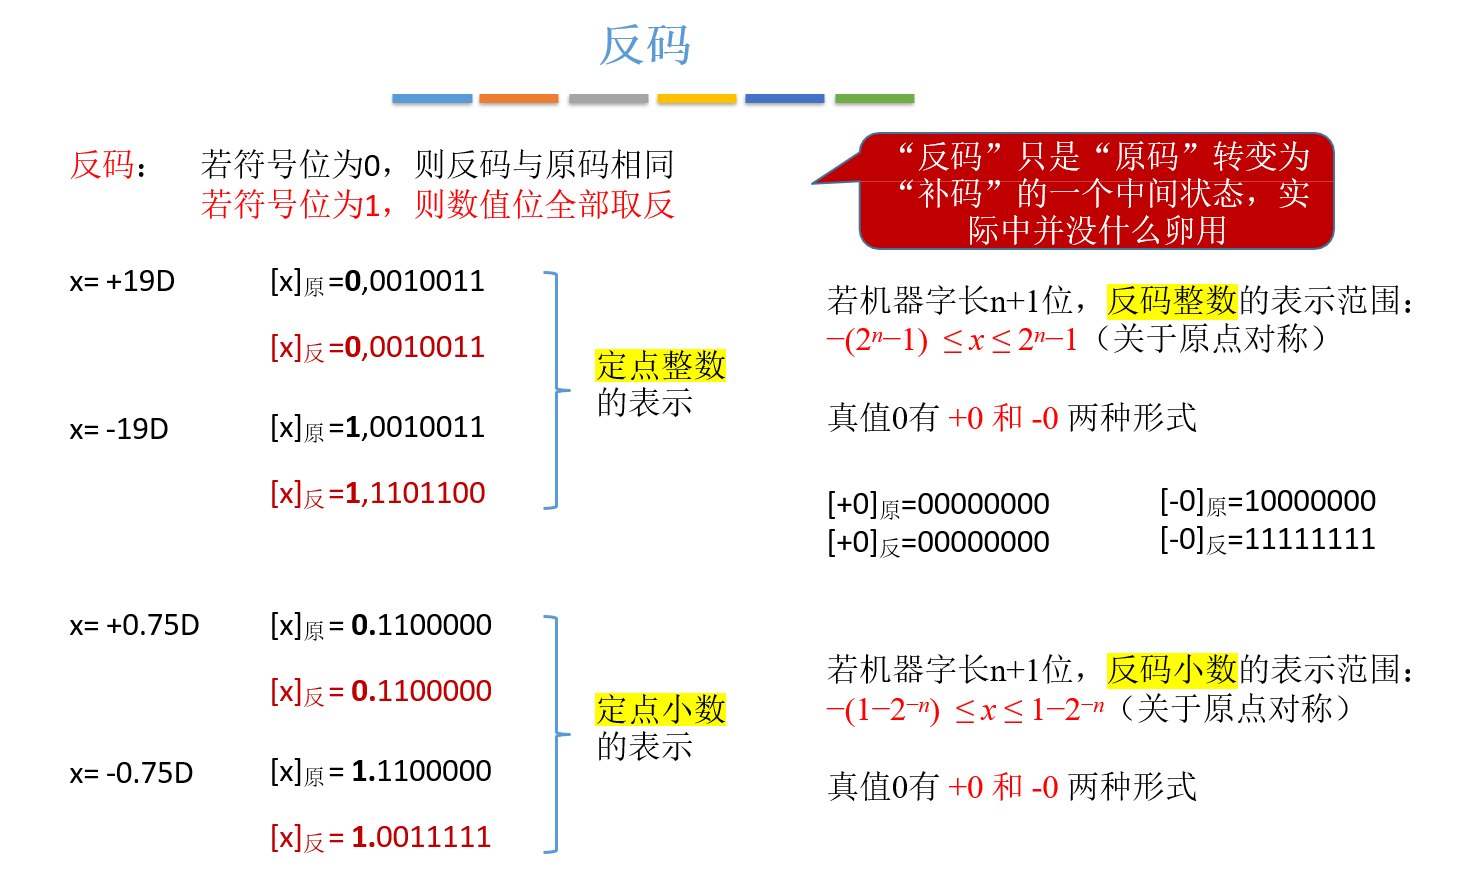 反码
反码： 若符号位为0，则反码与原码相同
若符号位为1，则数值位全部取反
“反码”只是“原码”转变为
“补码”的一个中间状态，实
际中并没什么卵用
x= +19D [x]原=0,0010011
[x]反=0,0010011
x= -19D [x]原=1,0010011
[x]反=1,1101100
定点整数
的表示
若机器字长n+1位，反码整数的表示范围：
−(2ⁿ−1) ≤ x ≤ 2ⁿ−1（关于原点对称）
真值0有 +0 和 -0 两种形式
[+0]原=00000000 [-0]原=10000000
[+0]反=00000000 [-0]反=11111111
x= +0.75D [x]原= 0.1100000
[x]反= 0.1100000
x= -0.75D [x]原= 1.1100000
[x]反= 1.0011111
定点小数
的表示
若机器字长n+1位，反码小数的表示范围：
−(1−2⁻ⁿ) ≤ x ≤ 1−2⁻ⁿ（关于原点对称）
真值0有 +0 和 -0 两种形式